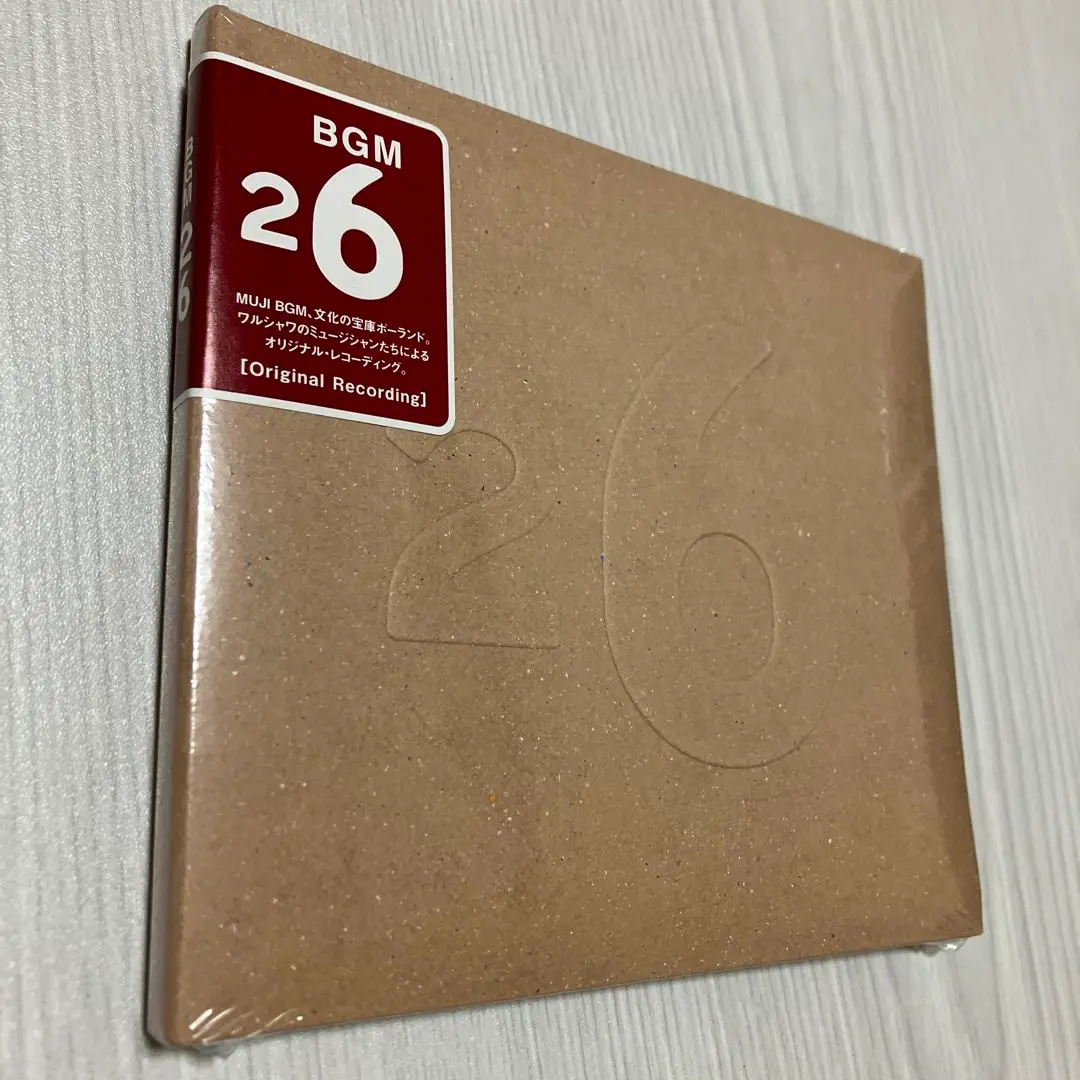 BGM
26
MUJI BGM、文化の宝庫ポーランド。
ワルシャワのミュージシャンたちによる
オリジナル・レコーディング。
[Original Recording]
BGM 26
26